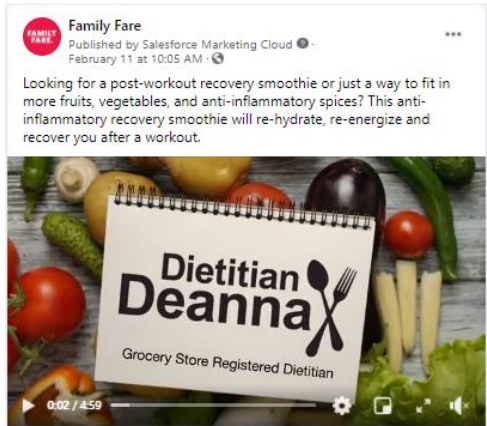 FAMILY
FARE.
Family Fare
Published by Salesforce Marketing Cloud
February 11 at 10:05 AM ·
Looking for a post-workout recovery smoothie or just a way to fit in
more fruits, vegetables, and anti-inflammatory spices? This anti-
inflammatory recovery smoothie will re-hydrate, re-energize and
recover you after a workout.
Dietitian
Deanna
Grocery Store Registered Dietitian
0:02 / 4:59